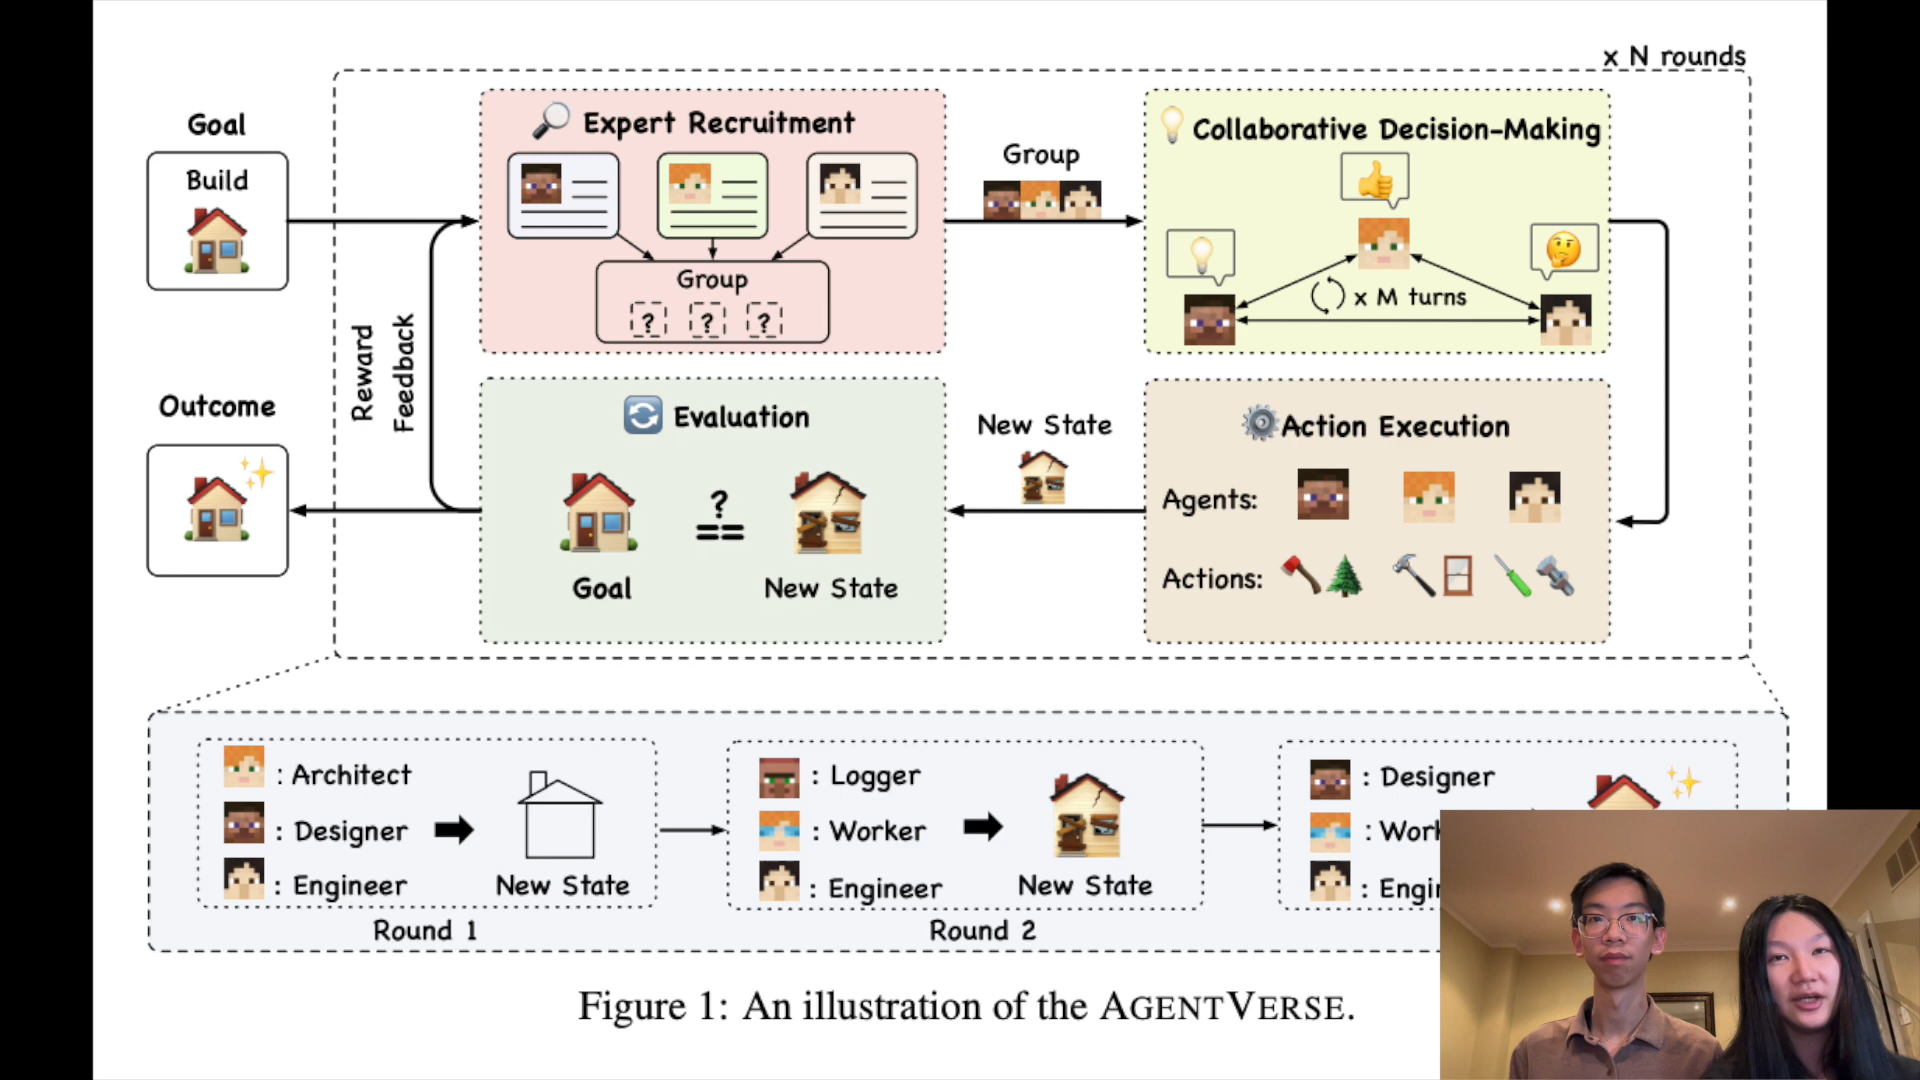 x N rounds
Goal
Build
Expert Recruitment
Group
? ? ?
Group
Collaborative Decision-Making
x M turns
Reward
Feedback
Outcome
Evaluation
?
==
Goal
New State
New State
Action Execution
Agents:
Actions:
: Architect
: Designer
: Engineer
New State
Round 1
: Logger
: Worker
: Engineer
New State
Round 2
: Designer
Figure 1: An illustration of the AGENTVERSE.